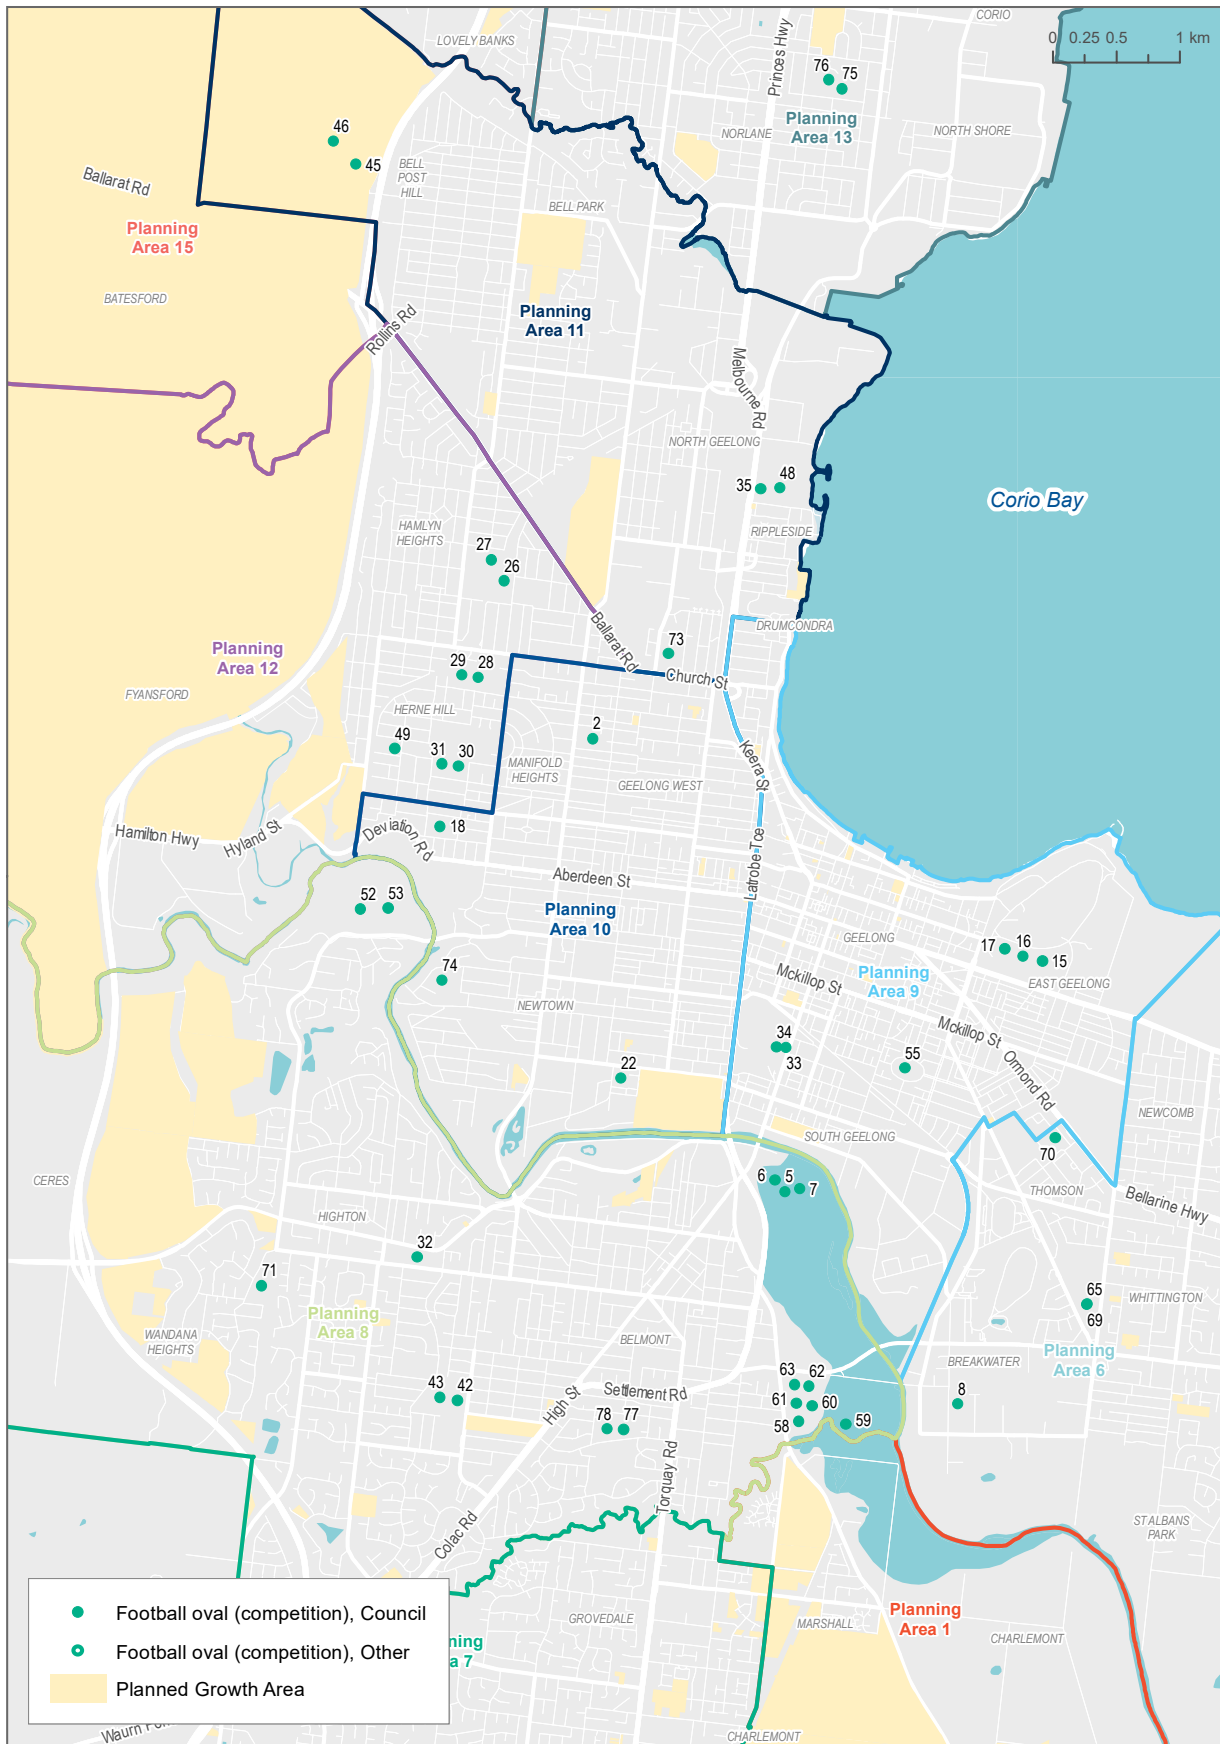 CORIO
0 0.25 0.5 1 km
LOVELY BANKS
Princes Hwy
76
75
Planning
Area 13
NORLANE
NORTH SHORE
46
45
BELL
POST
HILL
Ballarat Rd
BELL PARK
Planning
Area 15
BATESFORD
Planning
Area 11
Rollins Rd
Melbourne Rd
NORTH GEELONG
35
48
Corio Bay
RIPPLESIDE
HAMLYN
HEIGHTS
27
26
DRUMCONDRA
Ballarat Rd
73
Church St
Planning
Area 12
29
28
FYANSFORD
HERNE HILL
2
49
31
30
MANIFOLD
HEIGHTS
GEELONG WEST
Keera St
Hamilton Hwy
Hyland St
Deviation Rd
18
Latrobe Tce
Aberdeen St
52
53
Planning
Area 10
GEELONG
17
16
15
EAST GEELONG
Mckillop St
Planning
Area 9
74
NEWTOWN
Mckillop St
34
33
55
Ormond Rd
22
NEWCOMB
SOUTH GEELONG
70
CERES
6
5
7
THOMSON
Bellarine Hwy
HIGHTON
32
71
65
69
WHITTINGTON
Planning
Area 8
WANDANA
HEIGHTS
BELMONT
Planning
Area 6
BREAKWATER
43
42
High St
Settlement Rd
63
62
61
60
58
59
8
78
77
Torquay Rd
Colac Rd
ST ALBANS
PARK
Football oval (competition), Council
Football oval (competition), Other
Planned Growth Area
GROVEDALE
MARSHALL
Planning
Area 1
CHARLEMONT
ning
a 7
Waurn Pon
CHARLEMONT